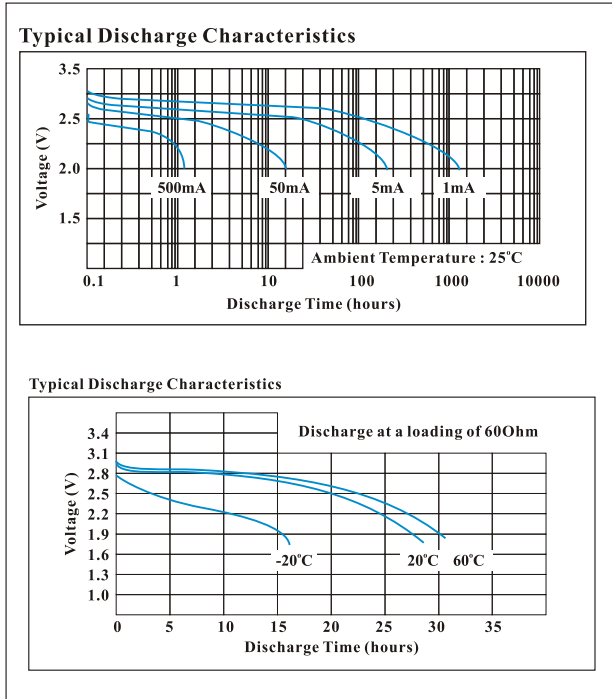 Typical Discharge Characteristics
3.5
2.5
2.0
1.5
Voltage (V)
500mA 50mA 5mA 1mA
Ambient Temperature : 25°C
0.1 1 10 100 1000 10000
Discharge Time (hours)
Typical Discharge Characteristics
Discharge at a loading of 60Ohm
3.4
3.1
2.8
2.5
2.2
1.9
1.6
1.3
1.0
Voltage (V)
-20°C 20°C 60°C
0 5 10 15 20 25 30 35
Discharge Time (hours)